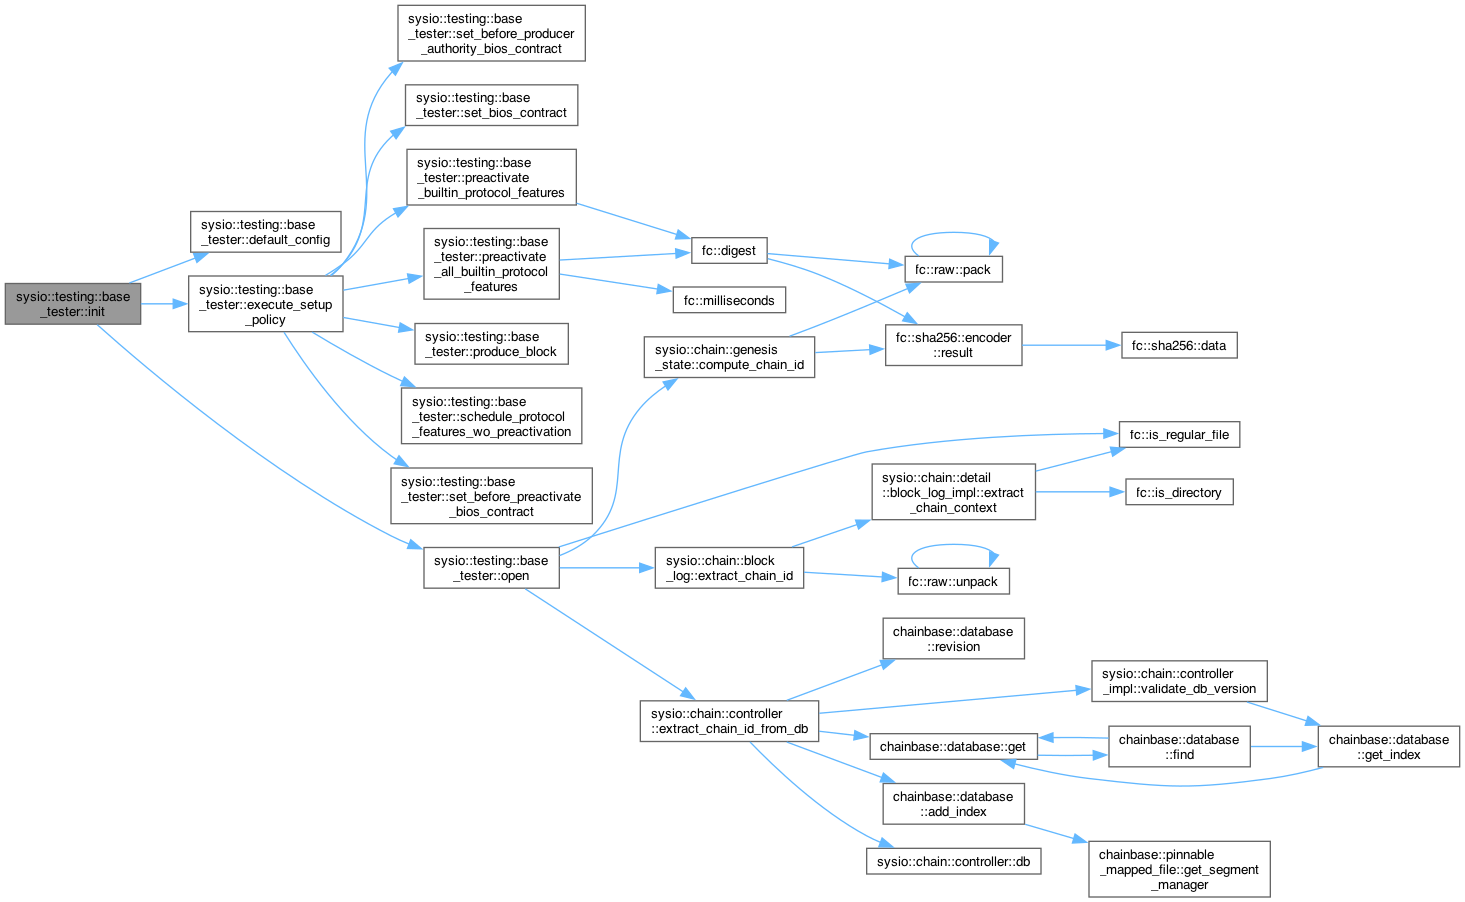 sysio::testing::base
_tester::init
sysio::testing::base
_tester::default_config
sysio::testing::base
_tester::execute_setup
_policy
sysio::testing::base
_tester::set_before_producer
_authority_bios_contract
sysio::testing::base
_tester::set_bios_contract
sysio::testing::base
_tester::preactivate
_builtin_protocol_features
sysio::testing::base
_tester::preactivate
_all_builtin_protocol
_features
sysio::testing::base
_tester::produce_block
sysio::testing::base
_tester::schedule_protocol
_features_wo_preactivation
sysio::testing::base
_tester::set_before_preactivate
_bios_contract
sysio::testing::base
_tester::open
fc::digest
fc::milliseconds
sysio::chain::genesis
_state::compute_chain_id
fc::raw::pack
fc::sha256::encoder
::result
fc::sha256::data
fc::is_regular_file
sysio::chain::detail
::block_log_impl::extract
_chain_context
fc::is_directory
sysio::chain::block
_log::extract_chain_id
fc::raw::unpack
sysio::chain::controller
::extract_chain_id_from_db
chainbase::database
::revision
sysio::chain::controller
_impl::validate_db_version
chainbase::database::get
chainbase::database
::find
chainbase::database
::get_index
chainbase::database
::add_index
sysio::chain::controller::db
chainbase::pinnable
_mapped_file::get_segment
_manager